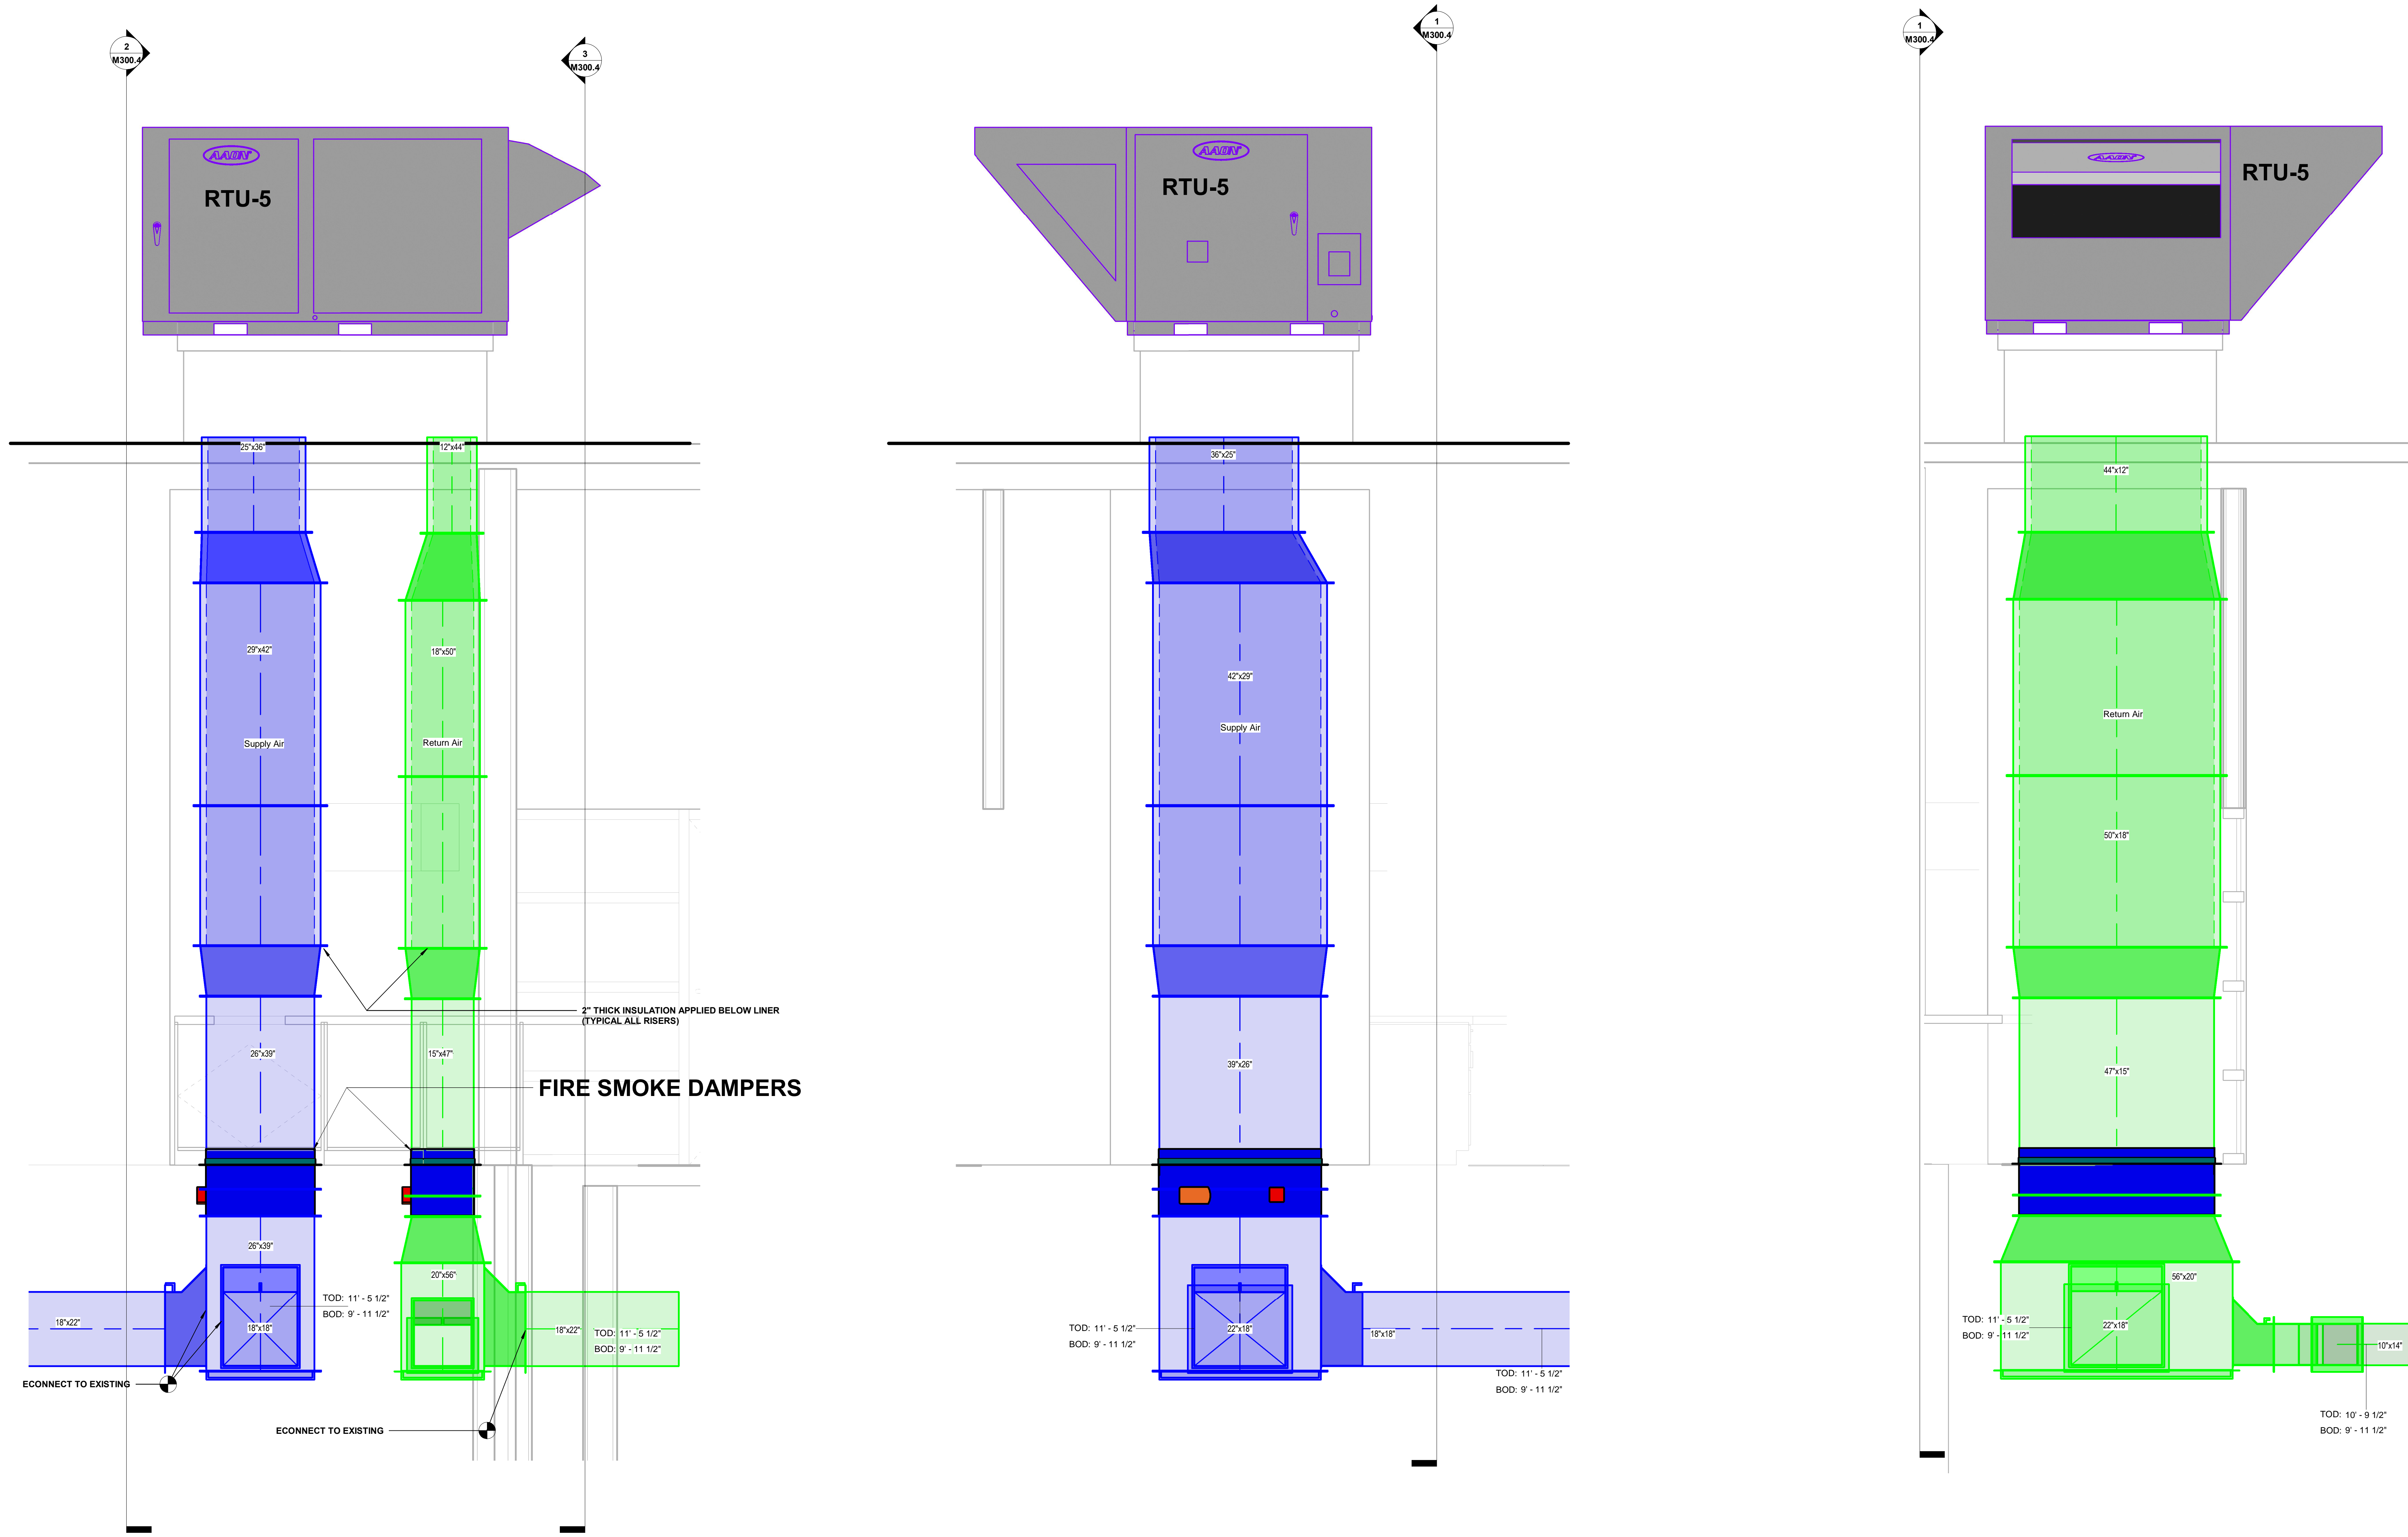 2
M300.4
3
M300.4
AAON
RTU-5
25"x36"
12"x44"
29"x42"
18"x50"
Supply Air
Return Air
2" THICK INSULATION APPLIED BELOW LINER
(TYPICAL ALL RISERS)
26"x39"
15"x47"
FIRE SMOKE DAMPERS
26"x39"
20"x56"
18"x22"
18"x18"
TOD: 11' - 5 1/2"
BOD: 9' - 11 1/2"
18"x22"
TOD: 11' - 5 1/2"
BOD: 9' - 11 1/2"
ECONNECT TO EXISTING
ECONNECT TO EXISTING
1
M300.4
AAON
RTU-5
36"x25"
42"x29"
Supply Air
39"x26"
TOD: 11' - 5 1/2"
BOD: 9' - 11 1/2"
22"x18"
18"x18"
TOD: 11' - 5 1/2"
BOD: 9' - 11 1/2"
1
M300.4
AAON
RTU-5
44"x12"
Return Air
50"x18"
47"x15"
56"x20"
TOD: 11' - 5 1/2"
BOD: 9' - 11 1/2"
22"x18"
10"x14"
TOD: 10' - 9 1/2"
BOD: 9' - 11 1/2"